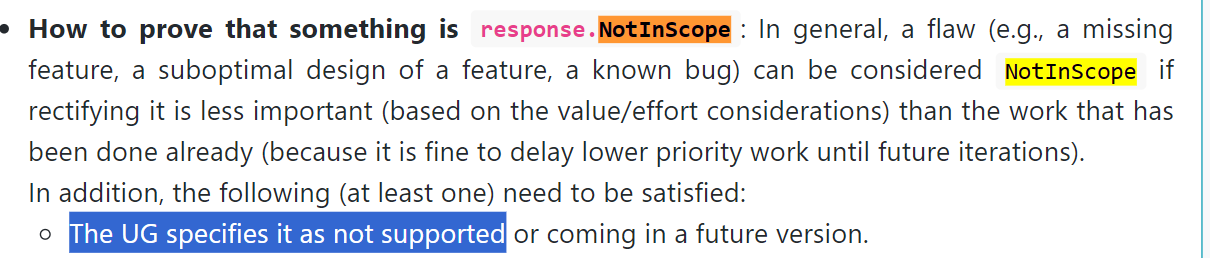 • How to prove that something is response.NotInScope : In general, a flaw (e.g., a missing
feature, a suboptimal design of a feature, a known bug) can be considered NotInScope if
rectifying it is less important (based on the value/effort considerations) than the work that has
been done already (because it is fine to delay lower priority work until future iterations).
In addition, the following (at least one) need to be satisfied:
○ The UG specifies it as not supported or coming in a future version.